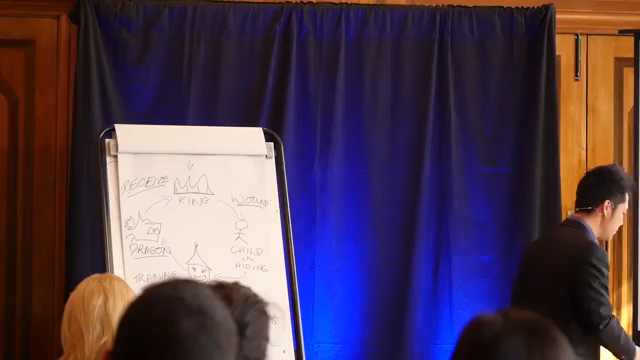 RECEIVE
KING
WOUND
DRAGON
CHILD
IN
HIDING
TRAINING